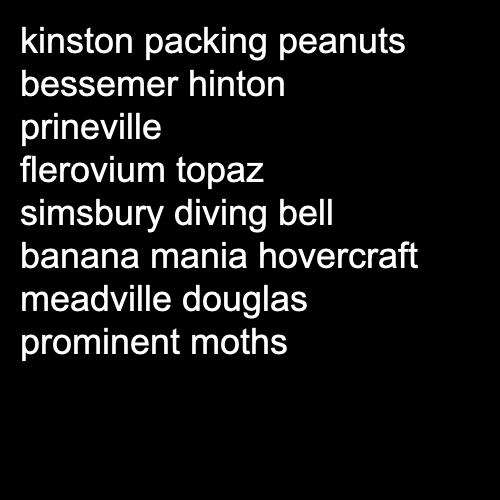 kinston packing peanuts
bessemer hinton
prineville
flerovium topaz
simsbury diving bell
banana mania hovercraft
meadville douglas
prominent moths